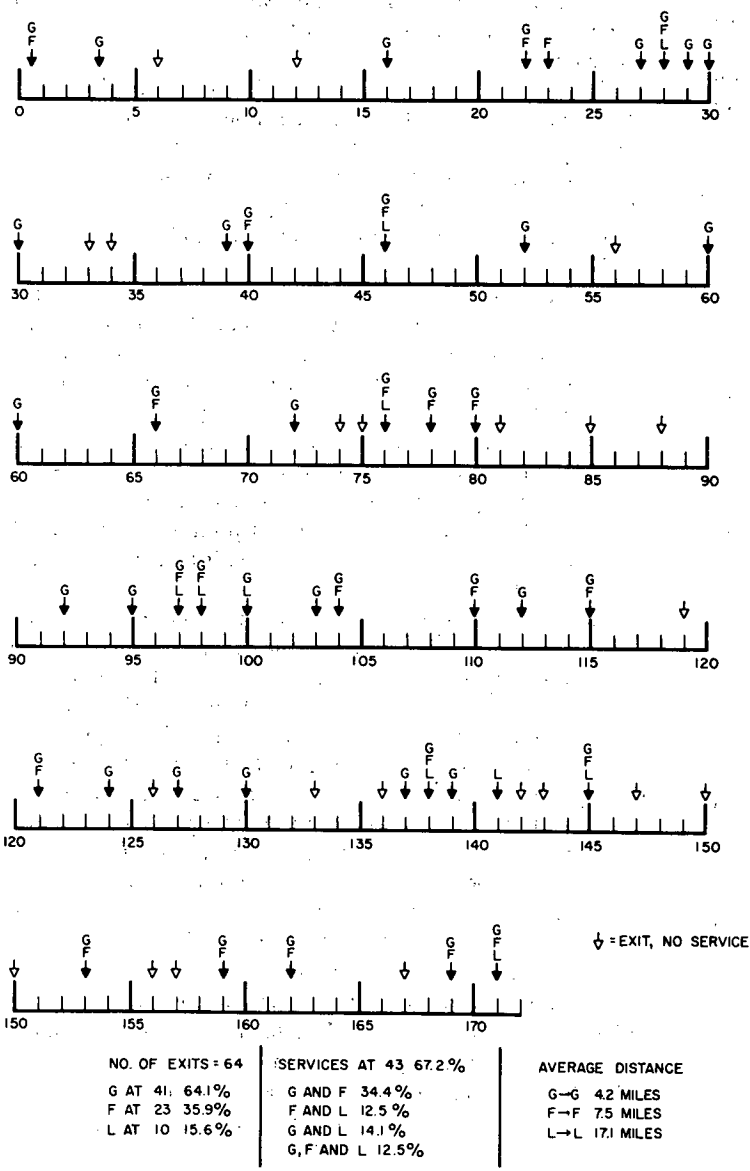 G G
F G G G F F G F L G G
0 5 10 15 20 25 30
G
G F
G G F L G G
30 35 40 45 50 55 60
G
G F G G
G F G L F F
60 65 70 75 80 85 90
G G
F F G G G G
G G L L L G F F G F
90 95 100 105 110 115 120
G G
G F F
F G G G G L G L L
120 125 130 135 140 145 150
G
G G G G F
F F F F L
= EXIT, NO SERVICE
150 155 160 165 170
NO. OF EXITS = 64
G AT 41 64.1%
F AT 23 35.9%
L AT 10 15.6%
SERVICES AT 43 67.2%
G AND F 34.4%
F AND L 12.5%
G AND L 14.1%
G, F AND L 12.5%
AVERAGE DISTANCE
G→G 4.2 MILES
F→F 7.5 MILES
L→L 17.1 MILES